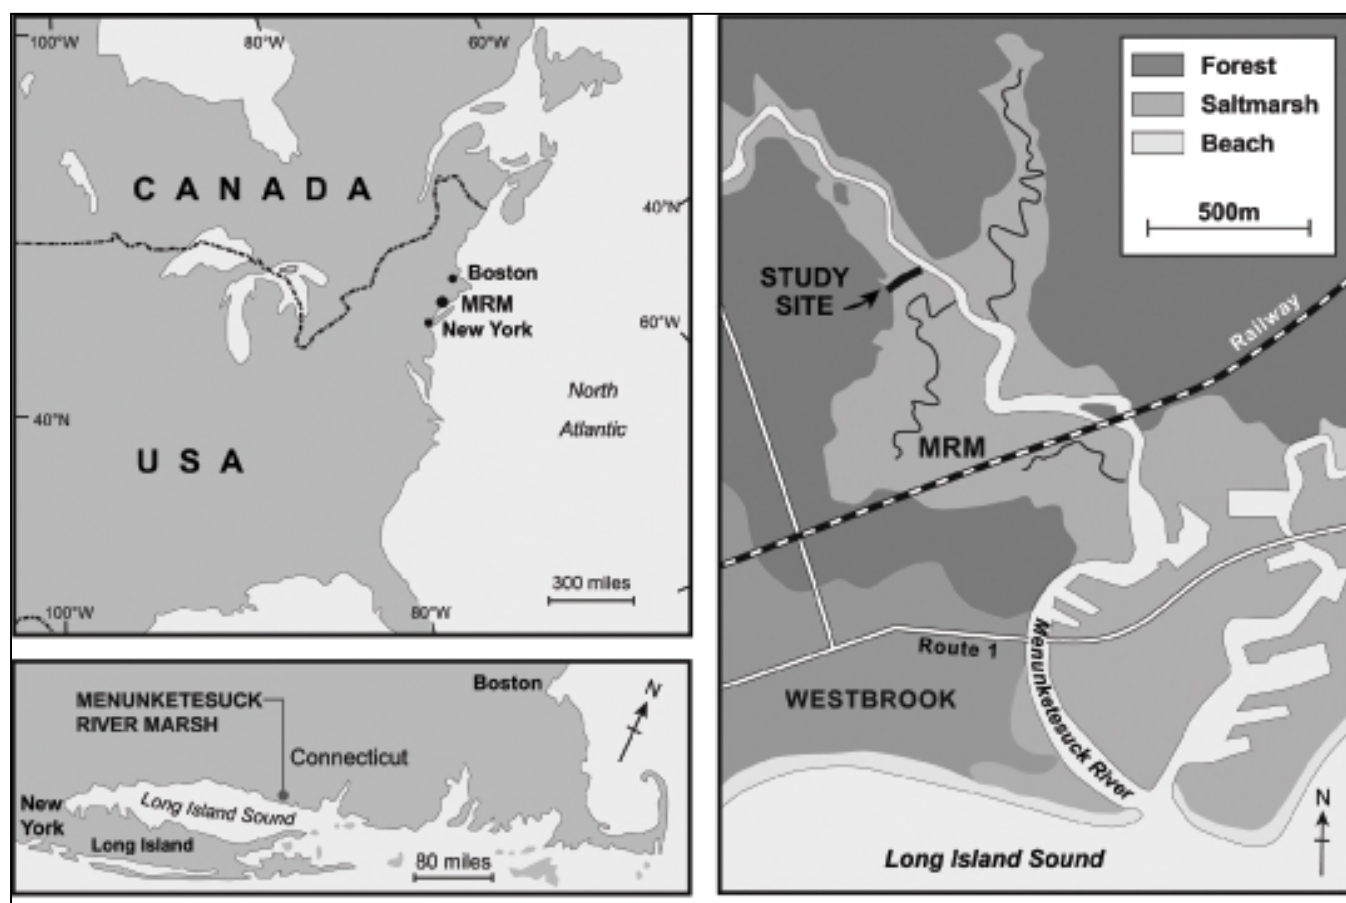 100°W
80°W
60°W
CANADA
40°N
Boston
MRM
New York
60°W
North
Atlantic
40°N
USA
300 miles
100°W
80°W
MENUNKETESUCK
RIVER MARSH
Boston
N
Connecticut
New
York
Long Island Sound
Long Island
80 miles
Forest
Saltmarsh
Beach
500m
STUDY
SITE
Railway
MRM
Route 1
Menunketesuck River
WESTBROOK
N
Long Island Sound